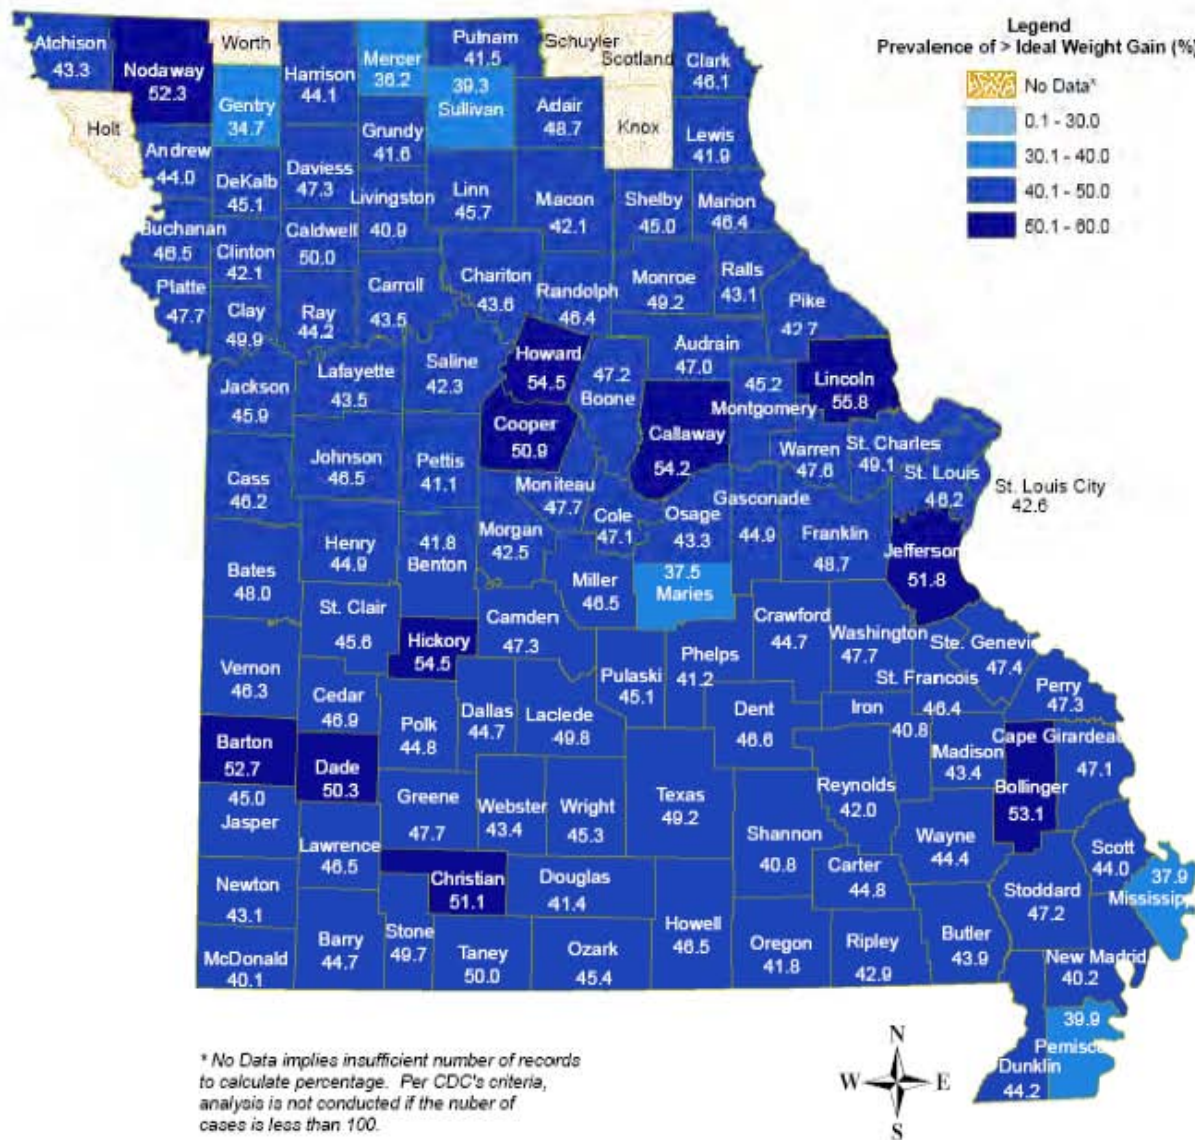 Legend
Prevalence of > Ideal Weight Gain (%)
No Data*
0.1 - 30.0
30.1 - 40.0
40.1 - 50.0
50.1 - 60.0
Atchison
43.3
Nodaway
52.3
Worth
Gentry
34.7
Harrison
44.1
Mercer
36.2
Putnam
41.5
39.3
Sullivan
Schuyler
Scotland
Clark
46.1
Holt
Andrew
44.0
DeKalb
45.1
Daviess
47.3
Grundy
41.6
Livingston
40.9
Linn
45.7
Adair
48.7
Knox
Lewis
41.9
Macon
42.1
Shelby
45.0
Marion
46.4
Buchanan
46.5
Clinton
42.1
Caldwell
50.0
Platte
47.7
Clay
49.9
Ray
44.2
Carroll
43.5
Chariton
43.6
Randolph
46.4
Monroe
49.2
Ralls
43.1
Pike
42.7
Jackson
45.9
Lafayette
43.5
Saline
42.3
Howard
54.5
47.2
Boone
Audrain
47.0
45.2
Montgomery
Lincoln
55.8
Cooper
50.9
Callaway
54.2
Warren
47.6
St. Charles
49.1
St. Louis
46.2
St. Louis City
42.6
Cass
46.2
Johnson
46.5
Pettis
41.1
Moniteau
47.7
Cole
47.1
Osage
43.3
Gasconade
44.9
Franklin
48.7
Jefferson
51.8
Bates
48.0
Henry
44.9
41.8
Benton
Morgan
42.5
Miller
46.5
37.5
Maries
St. Clair
45.6
Hickory
54.5
Camden
47.3
Pulaski
45.1
Phelps
41.2
Crawford
44.7
Washington
47.7
Ste. Genevie
47.4
St. Francois
46.4
Perry
47.3
Vernon
46.3
Cedar
46.9
Polk
44.8
Dallas
44.7
Laclede
49.8
Dent
46.6
Iron
40.8
Madison
43.4
Cape Girardeau
47.1
Bollinger
53.1
Barton
52.7
Dade
50.3
45.0
Jasper
Greene
47.7
Webster
43.4
Wright
45.3
Texas
49.2
Reynolds
42.0
Shannon
40.8
Wayne
44.4
Lawrence
46.5
Christian
51.1
Douglas
41.4
Carter
44.8
Scott
44.0
37.9
Mississipp
Stoddard
47.2
Newton
43.1
McDonald
40.1
Barry
44.7
Stone
49.7
Taney
50.0
Ozark
45.4
Howell
46.5
Oregon
41.8
Ripley
42.9
Butler
43.9
New Madrid
40.2
39.9
Pemisco
Dunklin
44.2
* No Data implies insufficient number of records
to calculate percentage. Per CDC's criteria,
analysis is not conducted if the nuber of
cases is less than 100.
N
W
E
S